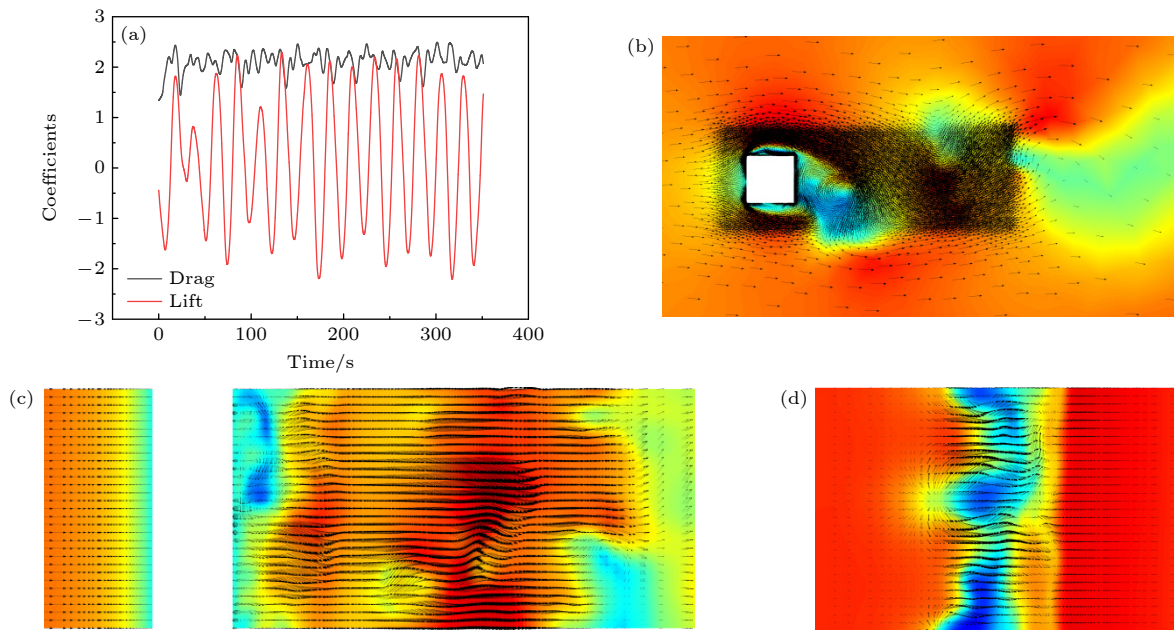 (a)
3
2
1
0
−1
−2
−3
Coefficients
Drag
Lift
0
100
200
300
400
Time/s
(b)
(c)
(d)